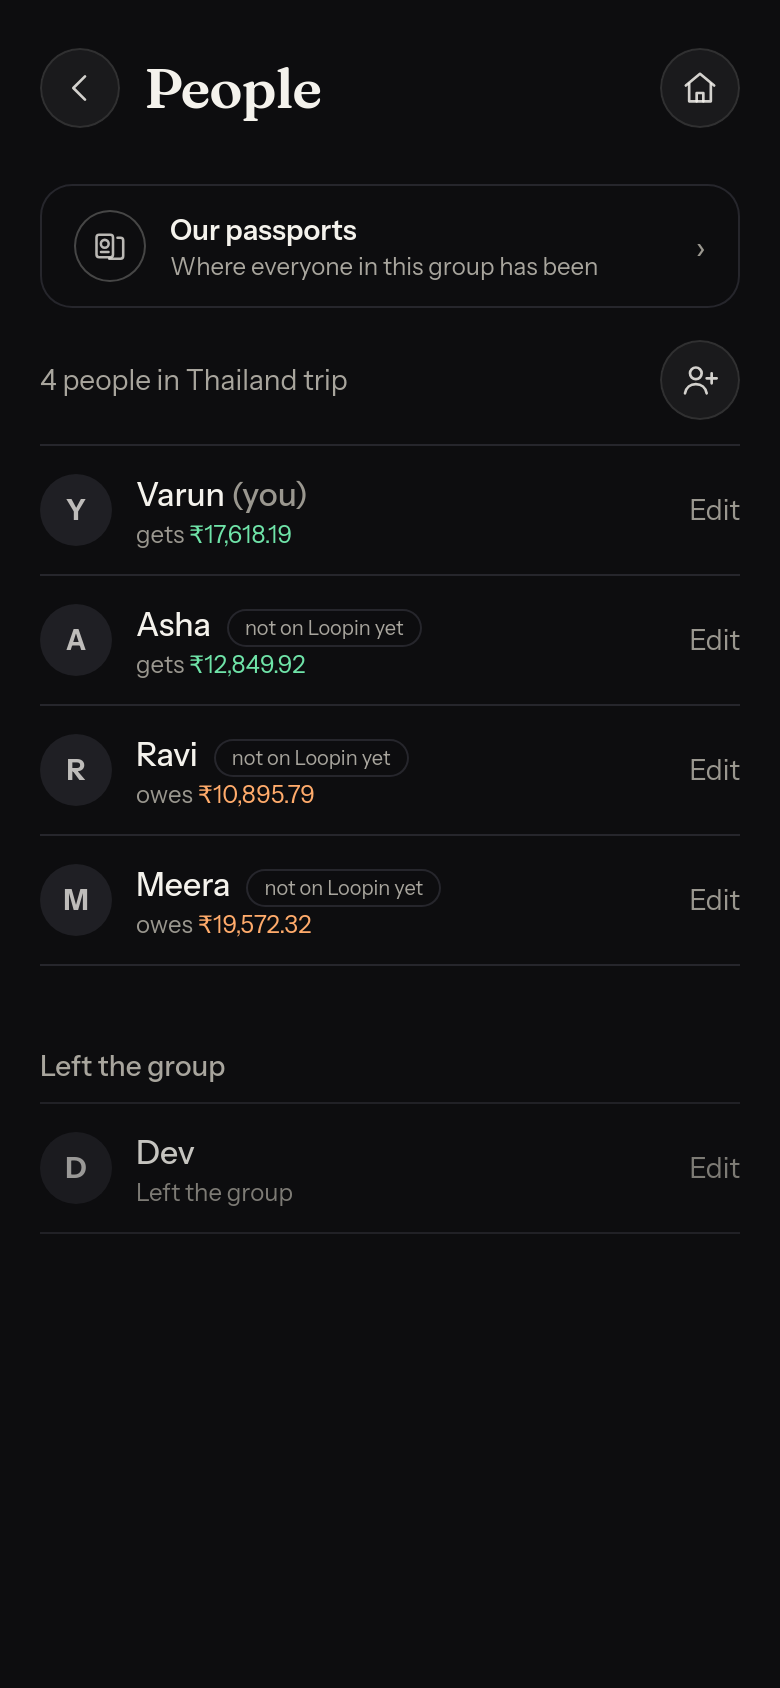 People
Our passports
Where everyone in this group has been
›
4 people in Thailand trip
Y
Varun (you)
Edit
gets ₹17,618.19
A
Asha not on Loopin yet
Edit
gets ₹12,849.92
R
Ravi not on Loopin yet
Edit
owes ₹10,895.79
M
Meera not on Loopin yet
Edit
owes ₹19,572.32
Left the group
D
Dev
Edit
Left the group